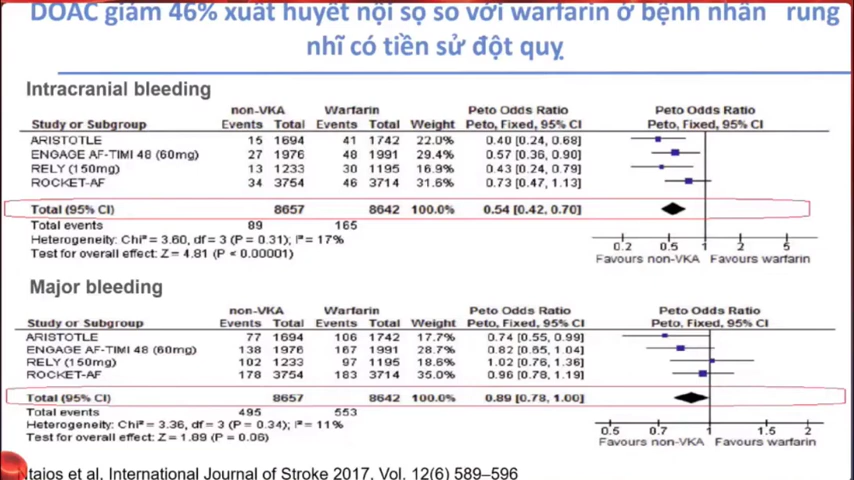 DOAC giảm 46% xuất huyết nội sọ so với warfarin ở bệnh nhân rung
nhĩ có tiền sử đột quỵ
Intracranial bleeding
non-VKA Warfarin Peto Odds Ratio Peto Odds Ratio
Study or Subgroup Events Total Events Total Weight Peto, Fixed, 95% CI Peto, Fixed, 95% CI
ARISTOTLE 15 1694 41 1742 22.0% 0.40 [0.24, 0.68]
ENGAGE AF-TIMI 48 (60mg) 27 1976 48 1991 29.4% 0.57 [0.36, 0.90]
RELY (150mg) 13 1233 30 1195 16.9% 0.43 [0.24, 0.79]
ROCKET-AF 34 3754 46 3714 31.6% 0.73 [0.47, 1.13]
Total (95% CI) 8657 8642 100.0% 0.54 [0.42, 0.70]
Total events 89 165
Heterogeneity: Chi² = 3.60, df = 3 (P = 0.31); I² = 17%
Test for overall effect: Z = 4.81 (P < 0.00001)
0.2 0.5 1 2 5
Favours non-VKA Favours warfarin
Major bleeding
non-VKA Warfarin Peto Odds Ratio Peto Odds Ratio
Study or Subgroup Events Total Events Total Weight Peto, Fixed, 95% CI Peto, Fixed, 95% CI
ARISTOTLE 77 1694 106 1742 17.7% 0.74 [0.55, 0.99]
ENGAGE AF-TIMI 48 (60mg) 138 1976 167 1991 28.7% 0.82 [0.65, 1.04]
RELY (150mg) 102 1233 97 1195 18.6% 1.02 [0.76, 1.36]
ROCKET-AF 178 3754 183 3714 35.0% 0.96 [0.78, 1.19]
Total (95% CI) 8657 8642 100.0% 0.89 [0.78, 1.00]
Total events 495 553
Heterogeneity: Chi² = 3.36, df = 3 (P = 0.34); I² = 11%
Test for overall effect: Z = 1.89 (P = 0.06)
0.5 0.7 1 1.5 2
Favours non-VKA Favours warfarin
Ntaios et al, International Journal of Stroke 2017, Vol. 12(6) 589–596